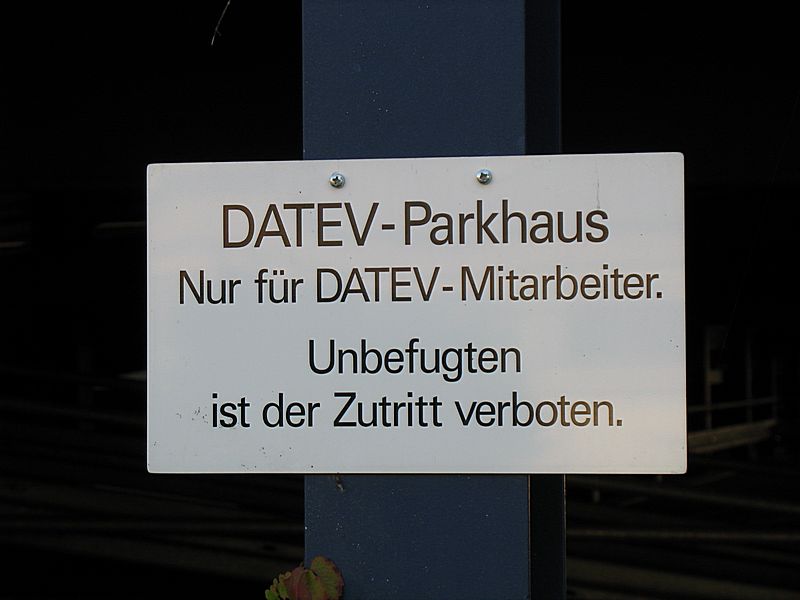 DATEV-Parkhaus
Nur für DATEV-Mitarbeiter.
Unbefugten
ist der Zutritt verboten.